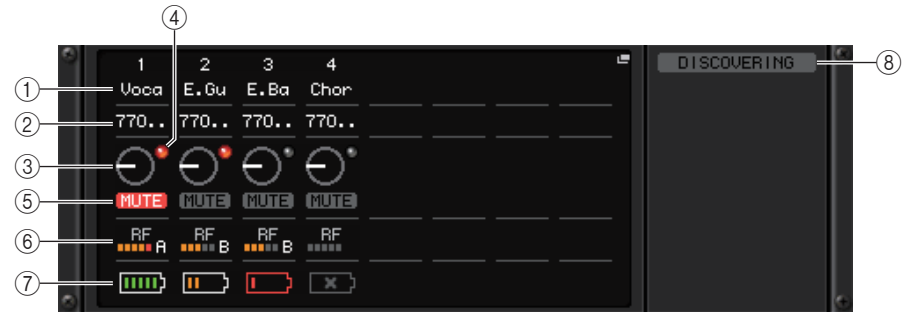 ④
1 2 3 4
DISCOVERING ⑧
① Voca E.Gu E.Ba Chor
② 770.. 770.. 770.. 770..
③
⑤ MUTE MUTE MUTE MUTE
⑥ RF A RF B RF B RF
⑦